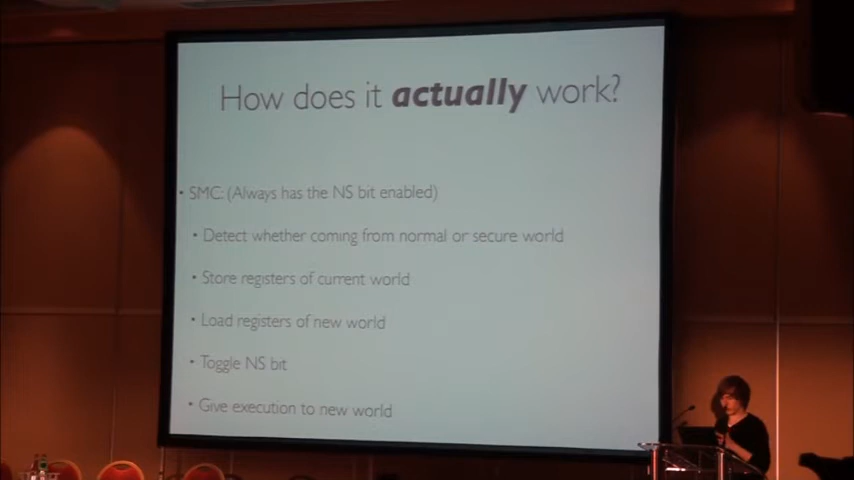 How does it actually work?
• SMC: (Always has the NS bit enabled)
• Detect whether coming from normal or secure world
• Store registers of current world
• Load registers of new world
• Toggle NS bit
• Give execution to new world